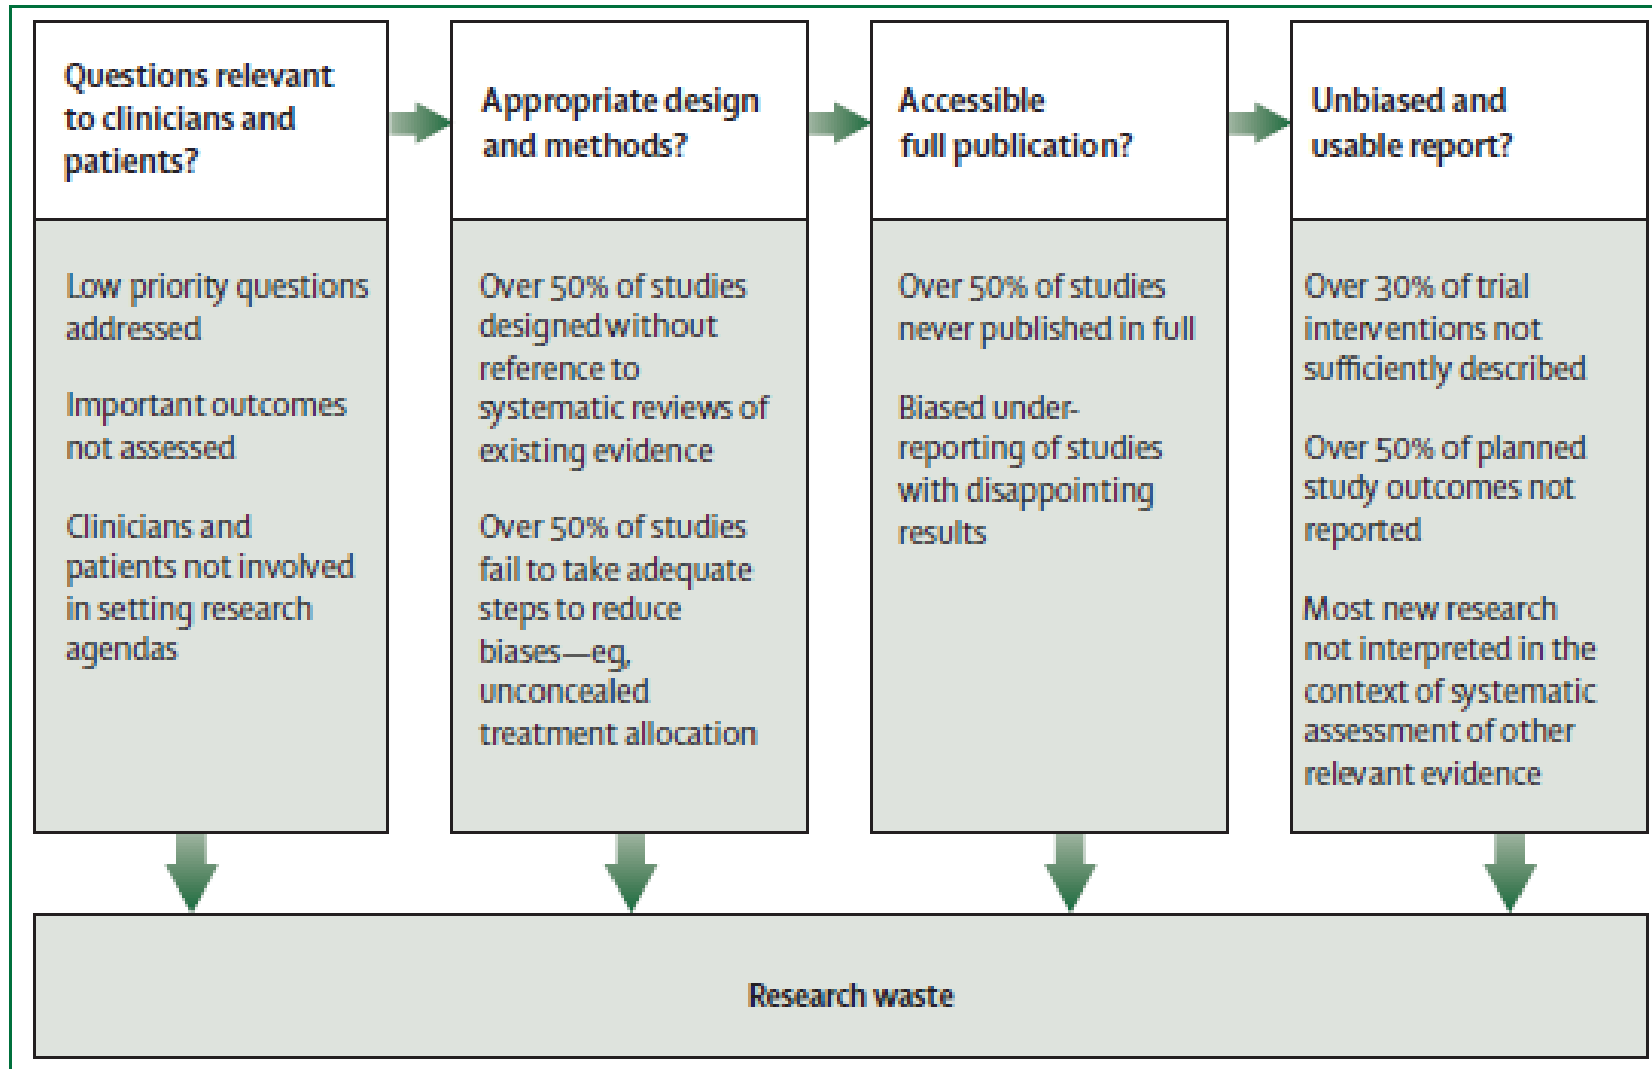 Questions relevant
to clinicians and
patients?
Low priority questions
addressed
Important outcomes
not assessed
Clinicians and
patients not involved
in setting research
agendas
Appropriate design
and methods?
Over 50% of studies
designed without
reference to
systematic reviews of
existing evidence
Over 50% of studies
fail to take adequate
steps to reduce
biases—eg,
unconcealed
treatment allocation
Accessible
full publication?
Over 50% of studies
never published in full
Biased under-
reporting of studies
with disappointing
results
Unbiased and
usable report?
Over 30% of trial
interventions not
sufficiently described
Over 50% of planned
study outcomes not
reported
Most new research
not interpreted in the
context of systematic
assessment of other
relevant evidence
Research waste